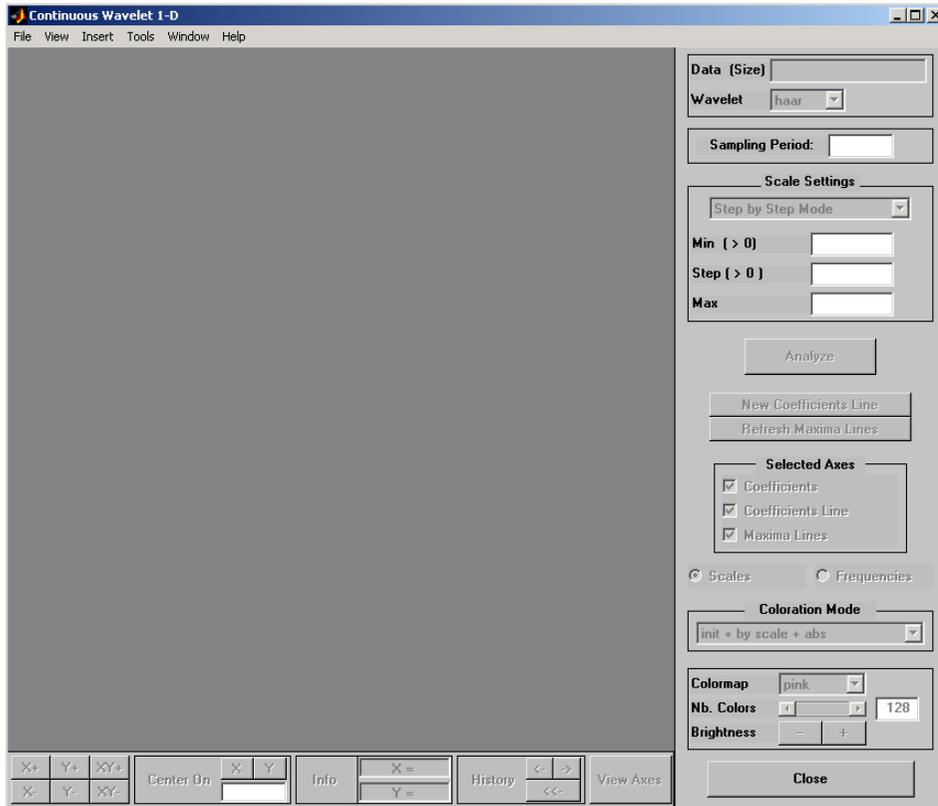 Continuous Wavelet 1-D
File View Insert Tools Window Help
Data (Size)
Wavelet haar
Sampling Period:
Scale Settings
Step by Step Mode
Min ( > 0)
Step ( > 0 )
Max
Analyze
New Coefficients Line
Refresh Maxima Lines
Selected Axes
Coefficients
Coefficients Line
Maxima Lines
Scales Frequencies
Coloration Mode
init + by scale + abs
Colormap pink
Nb. Colors 128
Brightness - +
X+ Y+ XY+ Center On X Y Info X = History <- -> View Axes
X- Y- XY- Y = <<-
Close